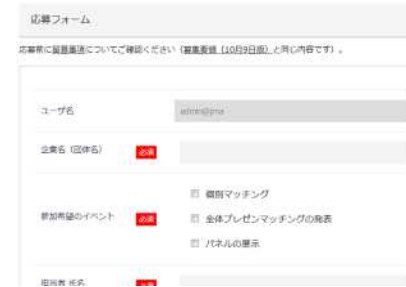 応募フォーム
応募前に留意事項についてご確認ください（募集要領（10月9日版）と同じ内容です）。
ユーザ名
企業名（団体名） 必須
参加希望のイベント 必須
個別マッチング
全体プレゼンマッチングの発表
パネルの展示
担当者 氏名 必須